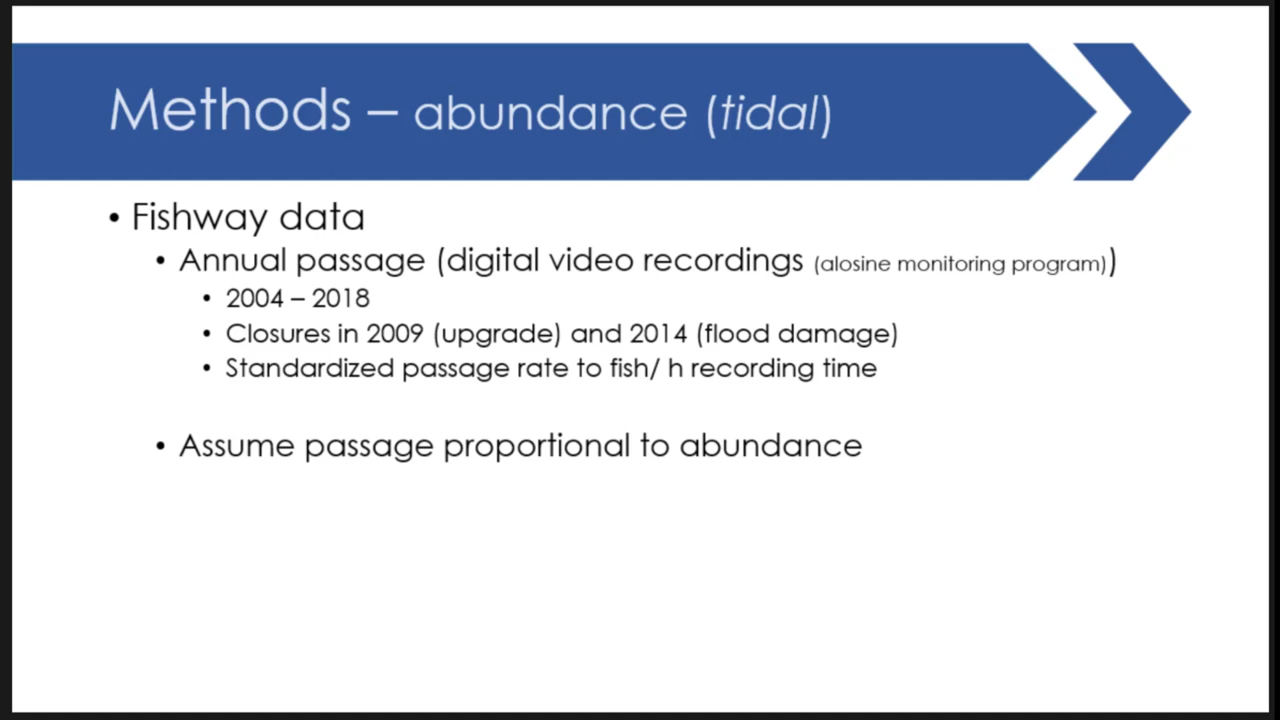 Methods – abundance (tidal)
• Fishway data
• Annual passage (digital video recordings (alosine monitoring program))
• 2004 – 2018
• Closures in 2009 (upgrade) and 2014 (flood damage)
• Standardized passage rate to fish/ h recording time
• Assume passage proportional to abundance